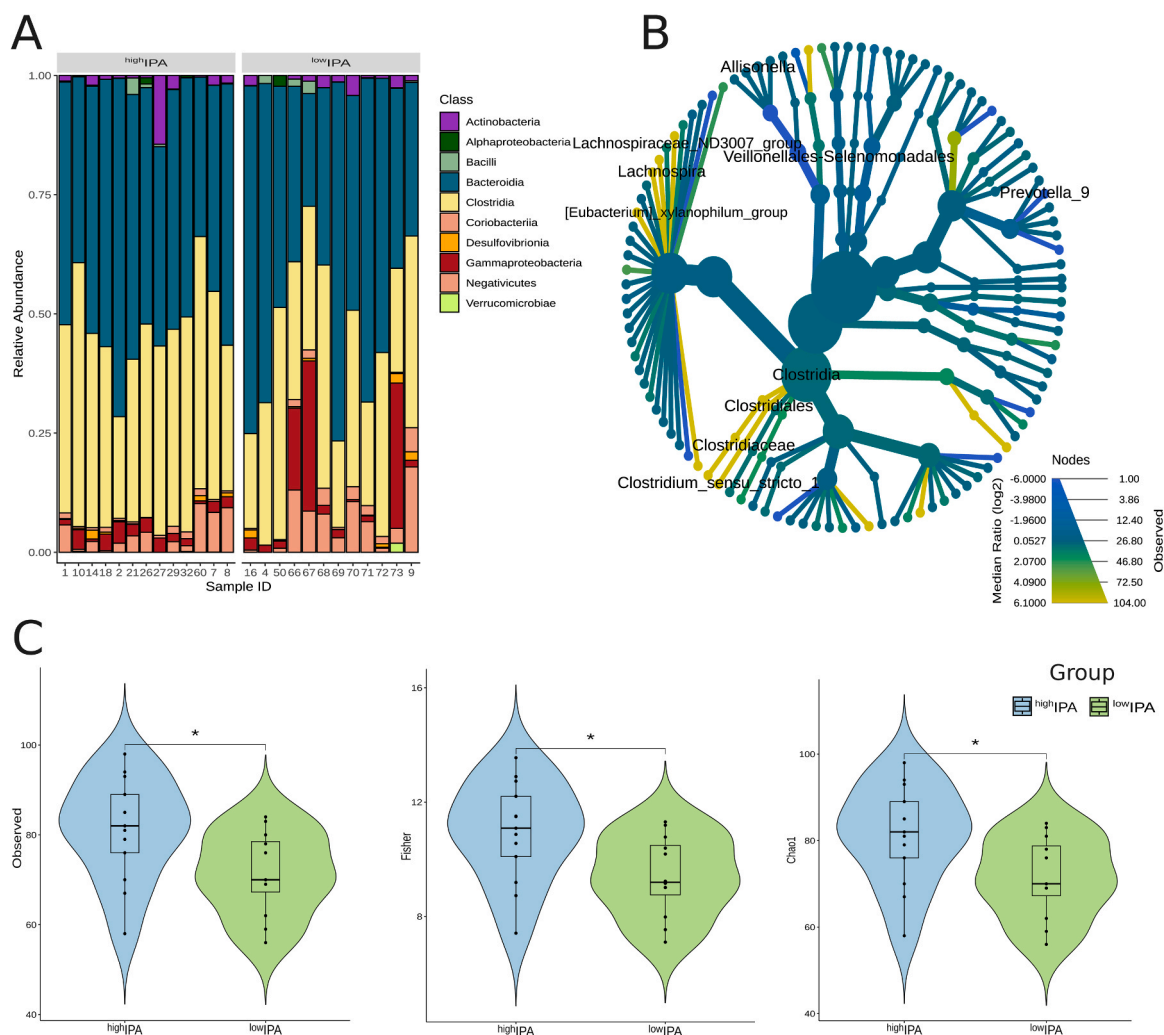 A
highIPA
lowIPA
Relative Abundance
1.00
0.75
0.50
0.25
0.00
1 10 14 18 2 21 26 27 29 32 60 7 8
16 4 50 66 67 68 69 70 71 72 73 9
Sample ID
Class
Actinobacteria
Alphaproteobacteria
Bacilli
Bacteroidia
Clostridia
Coriobacteriia
Desulfovibrionia
Gammaproteobacteria
Negativicutes
Verrucomicrobiae
B
Allisonella
Lachnospiraceae_ND3007_group
Veillonellales-Selenomonadales
Lachnospira
Prevotella_9
[Eubacterium]_xylanophilum_group
Clostridia
Clostridiales
Clostridiaceae
Clostridium_sensu_stricto_1
Nodes
Median Ratio (log2)
Observed
-6.0000 1.00
-3.9800 3.86
-1.9600 12.40
0.0527 26.80
2.0700 46.80
4.0900 72.50
6.1000 104.00
C
Observed
100
80
60
40
*
highIPA
lowIPA
Fisher
16
12
8
*
highIPA
lowIPA
Group
highIPA
lowIPA
Chao1
100
80
60
40
*
highIPA
lowIPA